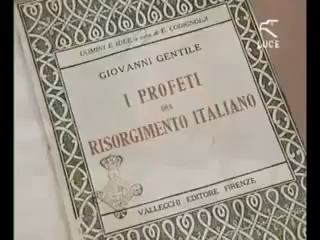 UOMINI E IDEE a cura di E. CODIGNOLA
LUCE
GIOVANNI GENTILE
I PROFETI
DEL
RISORGIMENTO ITALIANO
VALLECCHI EDITORE FIRENZE